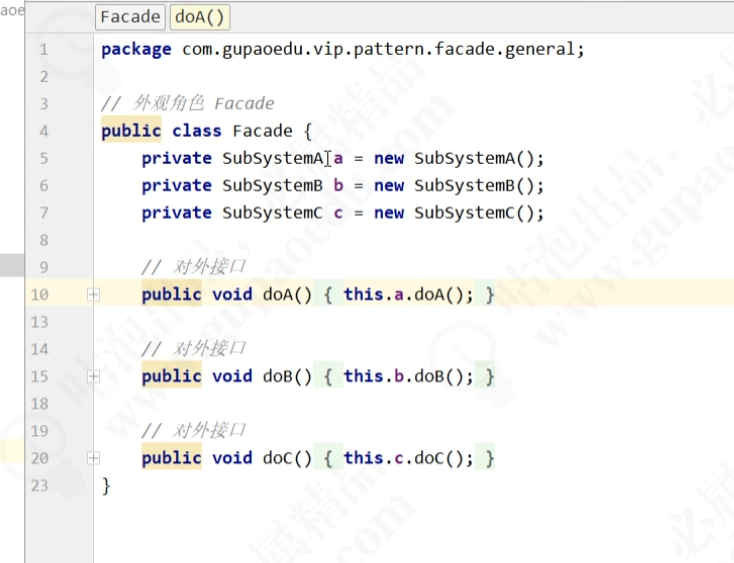 aoe
Facade doA()
1 package com.gupaoedu.vip.pattern.facade.general;
2
3 // 外观角色 Facade
4 public class Facade {
5 private SubSystemA a = new SubSystemA();
6 private SubSystemB b = new SubSystemB();
7 private SubSystemC c = new SubSystemC();
8
9 // 对外接口
10 public void doA() { this.a.doA(); }
13
14 // 对外接口
15 public void doB() { this.b.doB(); }
18
19 // 对外接口
20 public void doC() { this.c.doC(); }
23 }